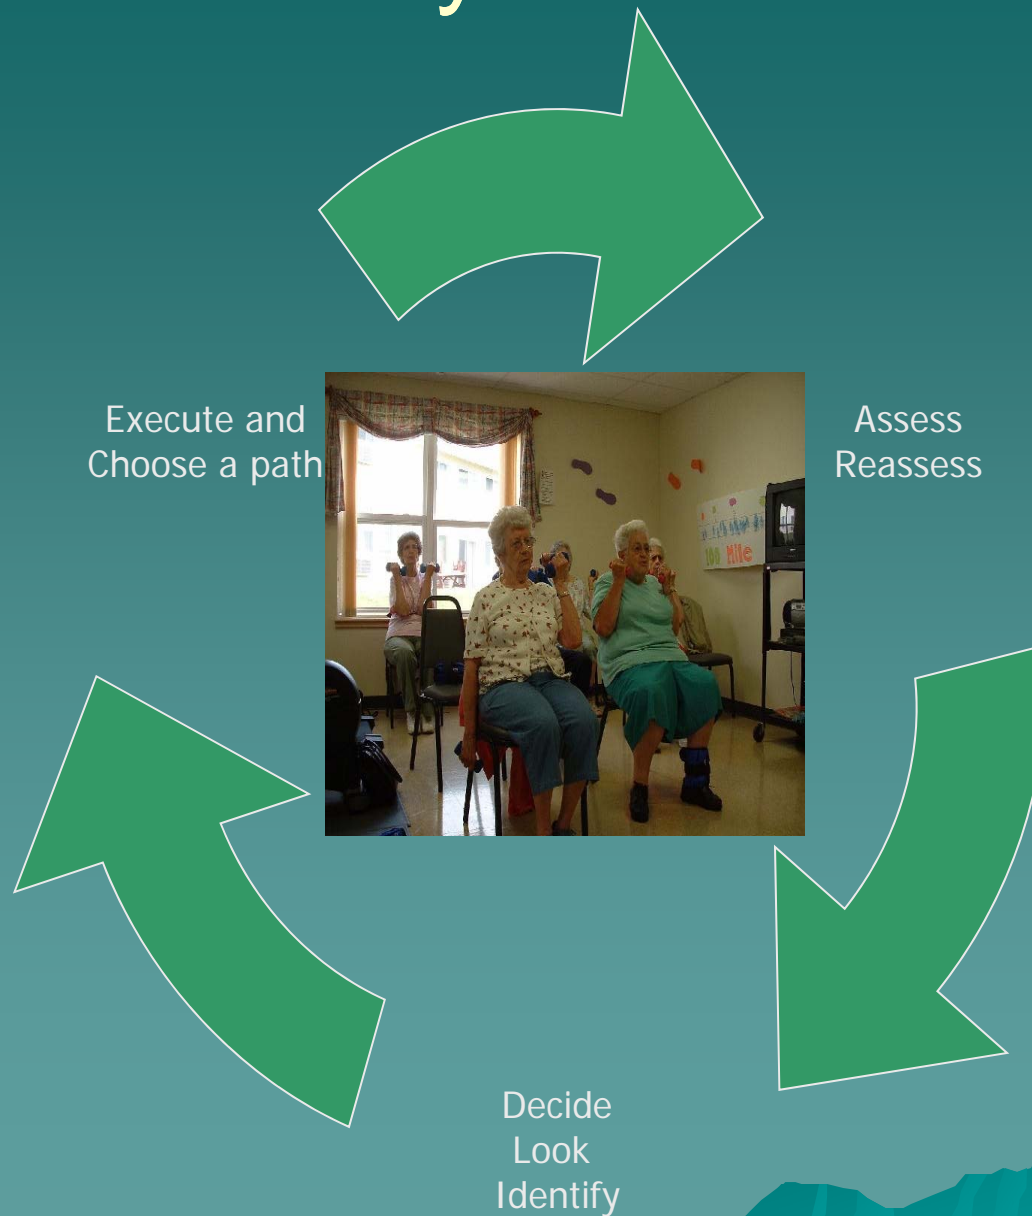 Execute and
Choose a path
Assess
Reassess
100 Mile
Decide
Look
Identify